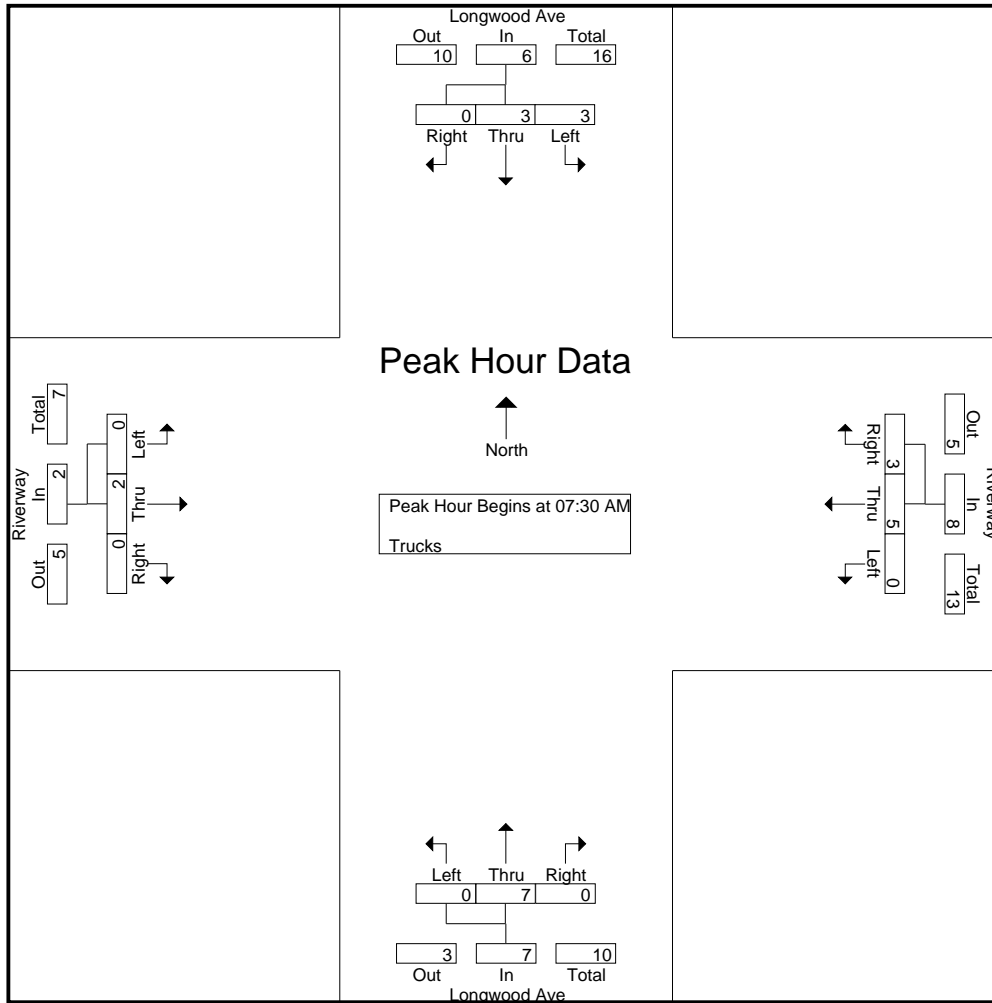 Longwood Ave
Out In Total
10 6 16
0 3 3
Right Thru Left
Peak Hour Data
North
Peak Hour Begins at 07:30 AM
Trucks
Riverway
Out In Total
5 2 7
Right Thru Left
0 2 0
Riverway
Out In Total
5 8 13
Right Thru Left
3 5 0
Left Thru Right
0 7 0
3 7 10
Out In Total
Longwood Ave